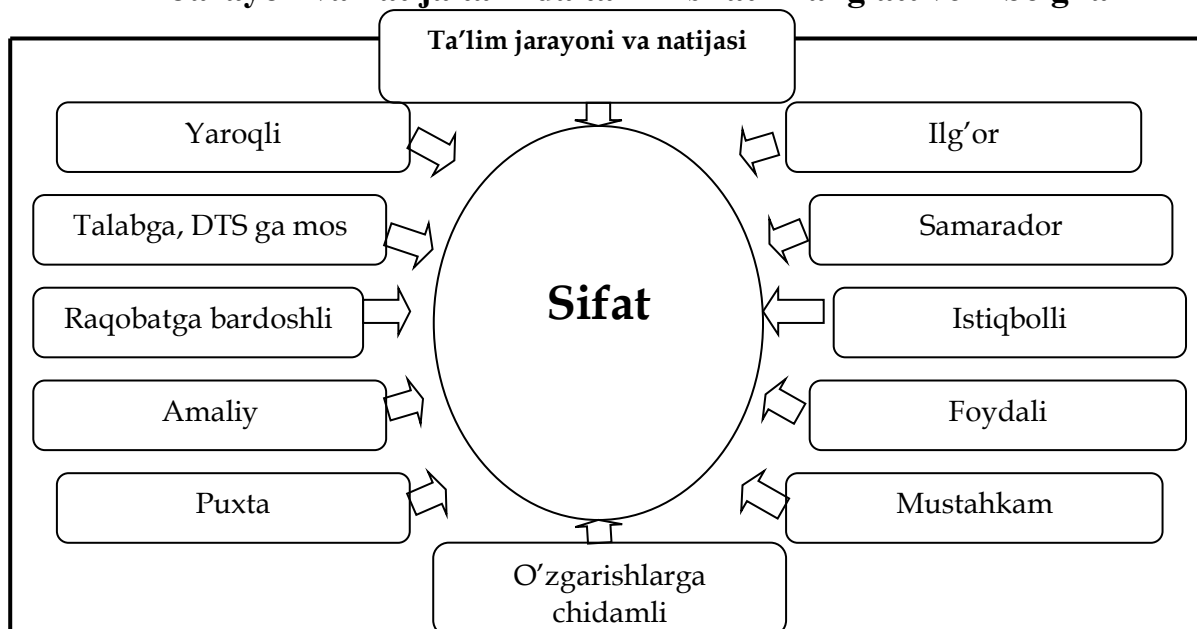 Ta’lim jarayoni va natijasi
Yaroqli
Ilg’or
Talabga, DTS ga mos
Samarador
Sifat
Raqobatga bardoshli
Istiqbolli
Amaliy
Foydali
Puxta
Mustahkam
O’zgarishlarga
chidamli